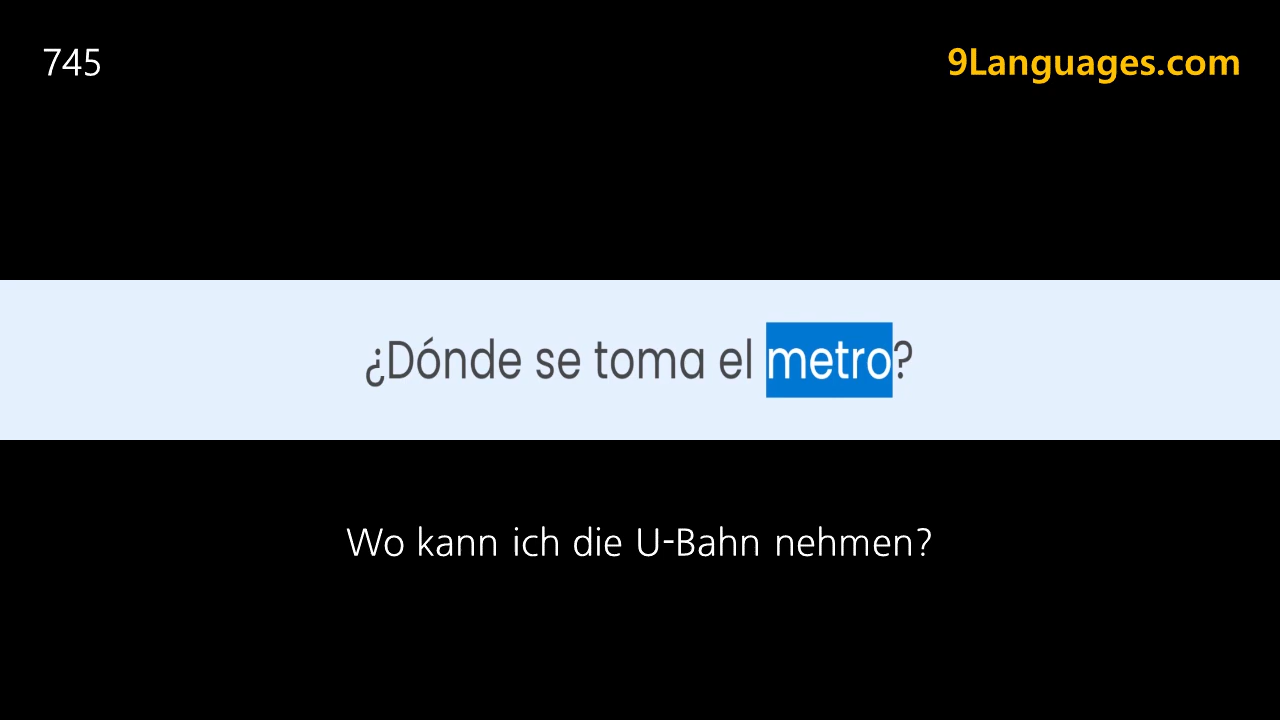 745
9Languages.com
¿Dónde se toma el metro?
Wo kann ich die U-Bahn nehmen?